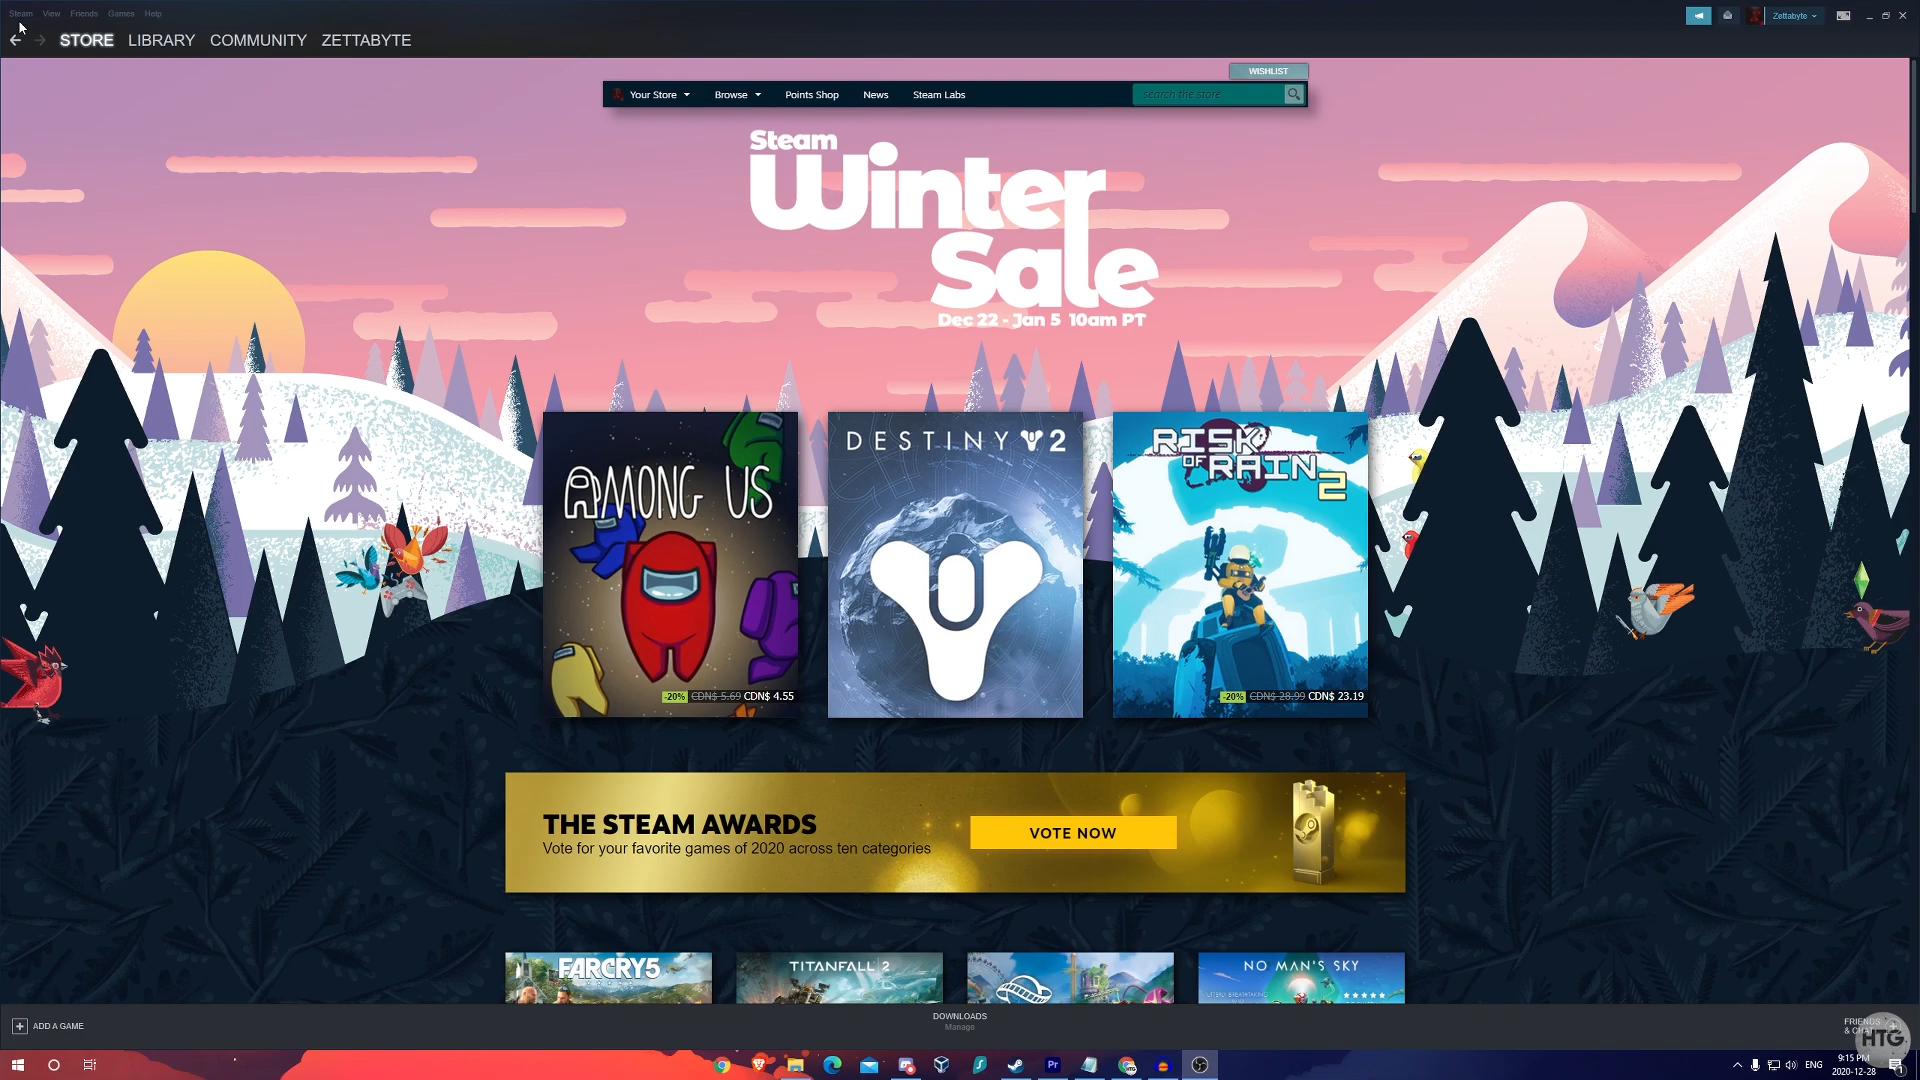 Steam View Friends Games Help
Zettabyte
STORE LIBRARY COMMUNITY ZETTABYTE
WISHLIST
Your Store Browse Points Shop News Steam Labs
search the store
Steam
Winter
Sale
Dec 22 - Jan 5 10am PT
AMONG US
-20% CDN$ 5.69 CDN$ 4.55
DESTINY 2
RISK
OF RAIN
2
-20% CDN$ 28.99 CDN$ 23.19
THE STEAM AWARDS
Vote for your favorite games of 2020 across ten categories
VOTE NOW
FARCRY5
TITANFALL 2
NO MAN'S SKY
ADD A GAME
DOWNLOADS
Manage
FRIENDS
& CHAT
HTG
Pr
ENG
9:15 PM
2020-12-28